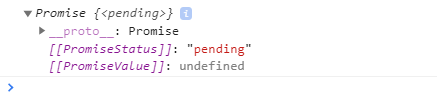 Promise {<pending>} i
__proto__: Promise
[[PromiseStatus]]: "pending"
[[PromiseValue]]: undefined